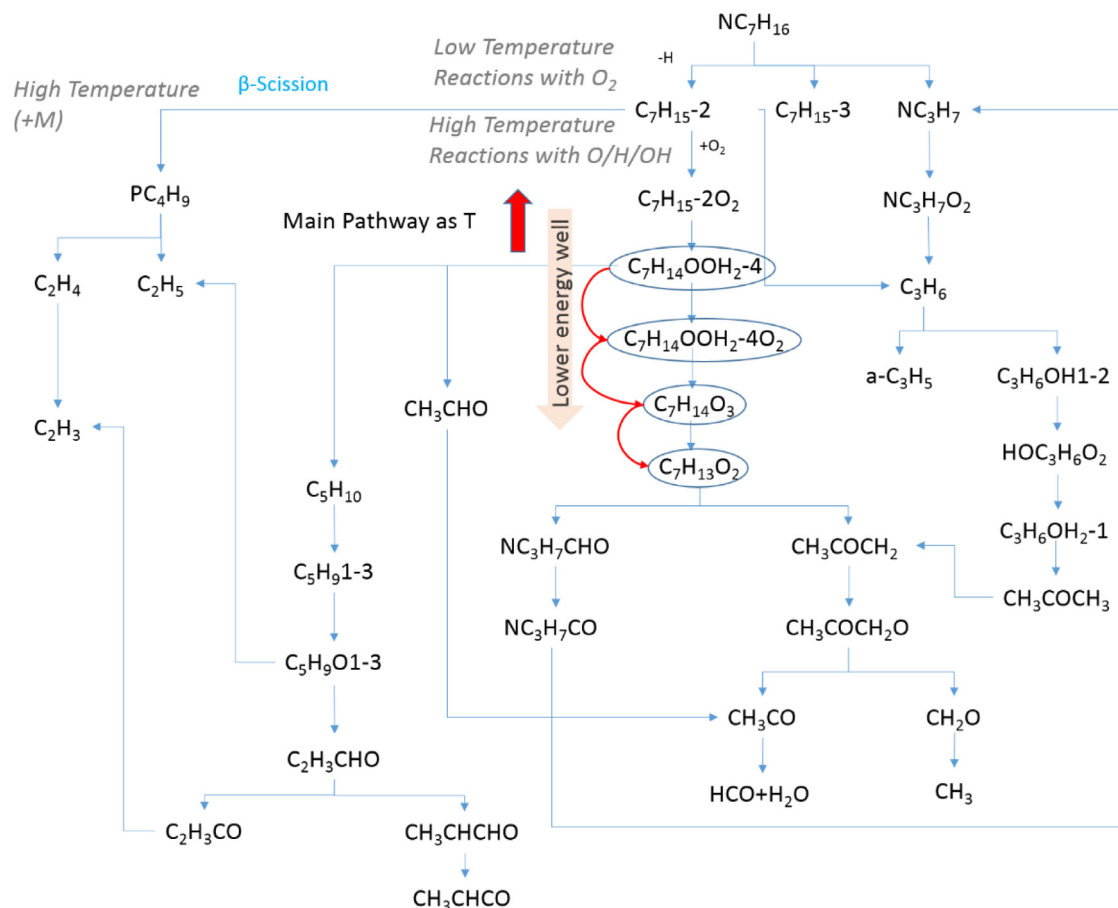 NC₇H₁₆
Low Temperature
Reactions with O₂
-H
High Temperature
(+M)
β-Scission
C₇H₁₅-2
C₇H₁₅-3
NC₃H₇
High Temperature
Reactions with O/H/OH
+O₂
PC₄H₉
C₇H₁₅-2O₂
NC₃H₇O₂
Main Pathway as T
Lower energy well
C₂H₄
C₂H₅
C₇H₁₄OOH₂-4
C₃H₆
C₇H₁₄OOH₂-4O₂
a-C₃H₅
C₃H₆OH1-2
CH₃CHO
C₇H₁₄O₃
C₂H₃
HOC₃H₆O₂
C₇H₁₃O₂
C₅H₁₀
C₃H₆OH₂-1
NC₃H₇CHO
CH₃COCH₂
C₅H₉1-3
CH₃COCH₃
NC₃H₇CO
CH₃COCH₂O
C₅H₉O1-3
CH₃CO
CH₂O
C₂H₃CHO
HCO+H₂O
CH₃
C₂H₃CO
CH₃CHCHO
CH₃CHCO